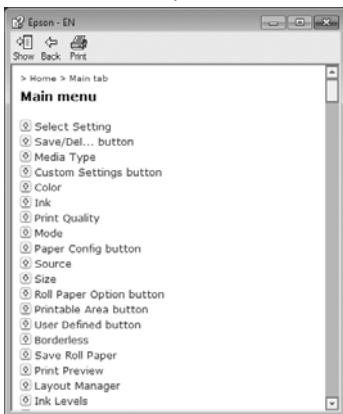 Epson - EN
Show Back Print
> Home > Main tab
Main menu
Select Setting
Save/Del... button
Media Type
Custom Settings button
Color
Ink
Print Quality
Mode
Paper Config button
Source
Size
Roll Paper Option button
Printable Area button
User Defined button
Borderless
Save Roll Paper
Print Preview
Layout Manager
Ink Levels